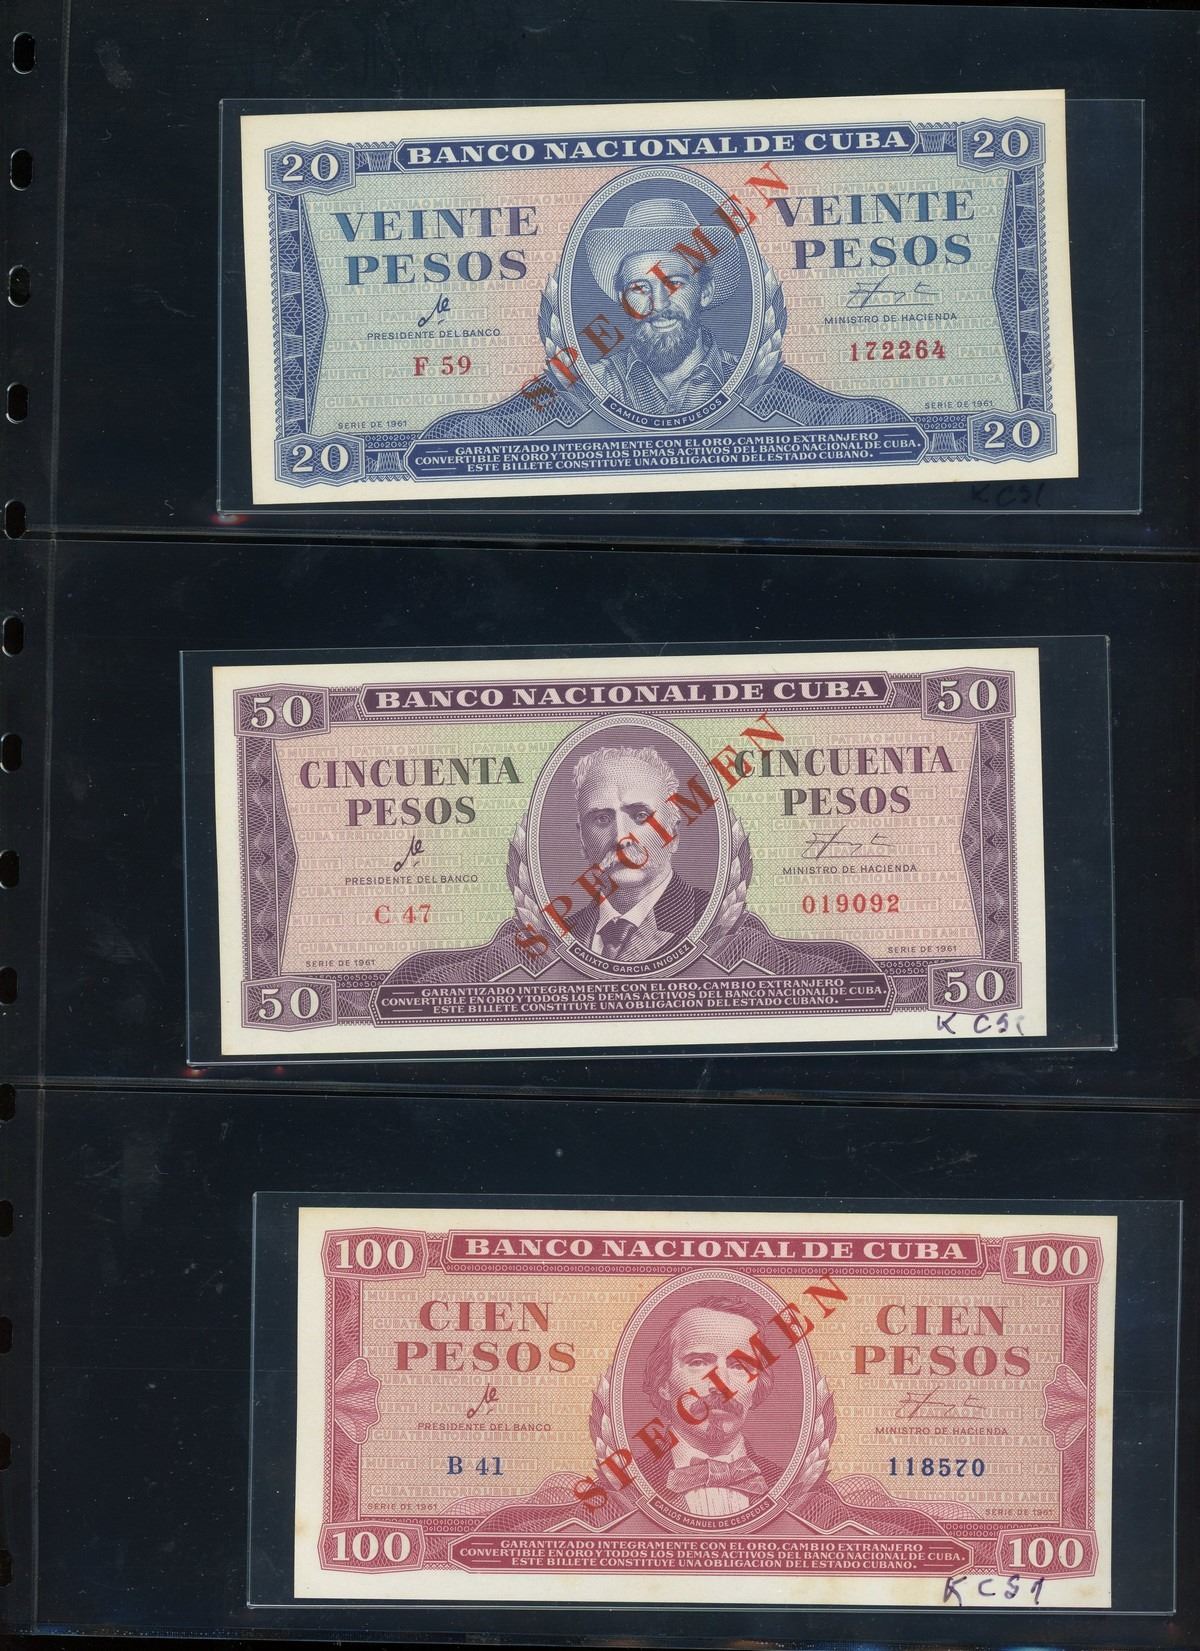 20 BANCO NACIONAL DE CUBA 20
VEINTE PESOS
VEINTE PESOS
SPECIMEN
PRESIDENTE DEL BANCO
MINISTRO DE HACIENDA
F 59
172264
CAMILO CIENFUEGOS
SERIE DE 1961
SERIE DE 1961
20 20
GARANTIZADO INTEGRAMENTE CON EL ORO, CAMBIO EXTRANJERO
CONVERTIBLE EN ORO Y TODOS LOS DEMAS ACTIVOS DEL BANCO NACIONAL DE CUBA.
ESTE BILLETE CONSTITUYE UNA OBLIGACION DEL ESTADO CUBANO.
50 BANCO NACIONAL DE CUBA 50
CINCUENTA PESOS
CINCUENTA PESOS
SPECIMEN
PRESIDENTE DEL BANCO
MINISTRO DE HACIENDA
C 47
019092
CALIXTO GARCIA INIGUEZ
SERIE DE 1961
SERIE DE 1961
50 50
GARANTIZADO INTEGRAMENTE CON EL ORO, CAMBIO EXTRANJERO
CONVERTIBLE EN ORO Y TODOS LOS DEMAS ACTIVOS DEL BANCO NACIONAL DE CUBA.
ESTE BILLETE CONSTITUYE UNA OBLIGACION DEL ESTADO CUBANO.
100 BANCO NACIONAL DE CUBA 100
CIEN PESOS
CIEN PESOS
SPECIMEN
PRESIDENTE DEL BANCO
MINISTRO DE HACIENDA
B 41
118570
CARLOS MANUEL DE CESPEDES
SERIE DE 1961
SERIE DE 1961
100 100
GARANTIZADO INTEGRAMENTE CON EL ORO, CAMBIO EXTRANJERO
CONVERTIBLE EN ORO Y TODOS LOS DEMAS ACTIVOS DEL BANCO NACIONAL DE CUBA.
ESTE BILLETE CONSTITUYE UNA OBLIGACION DEL ESTADO CUBANO.